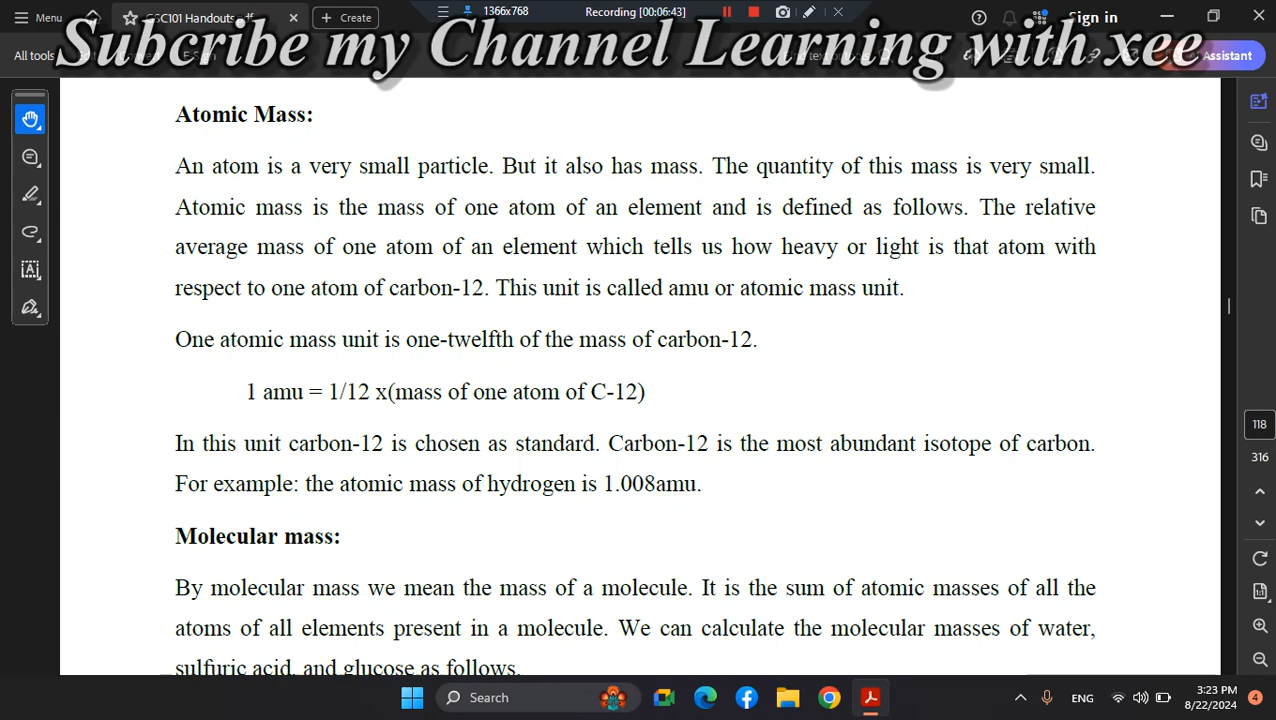 Menu
GSC101 Handouts.pdf
Create
1366x768
Recording [00:06:43]
Sign in
Subcribe my Channel Learning with xee
All tools
Assistant
Atomic Mass:
An atom is a very small particle. But it also has mass. The quantity of this mass is very small.
Atomic mass is the mass of one atom of an element and is defined as follows. The relative
average mass of one atom of an element which tells us how heavy or light is that atom with
respect to one atom of carbon-12. This unit is called amu or atomic mass unit.
One atomic mass unit is one-twelfth of the mass of carbon-12.
1 amu = 1/12 x(mass of one atom of C-12)
In this unit carbon-12 is chosen as standard. Carbon-12 is the most abundant isotope of carbon.
For example: the atomic mass of hydrogen is 1.008amu.
118
316
Molecular mass:
By molecular mass we mean the mass of a molecule. It is the sum of atomic masses of all the
atoms of all elements present in a molecule. We can calculate the molecular masses of water,
sulfuric acid, and glucose as follows.
Search
ENG
3:23 PM
8/22/2024
4